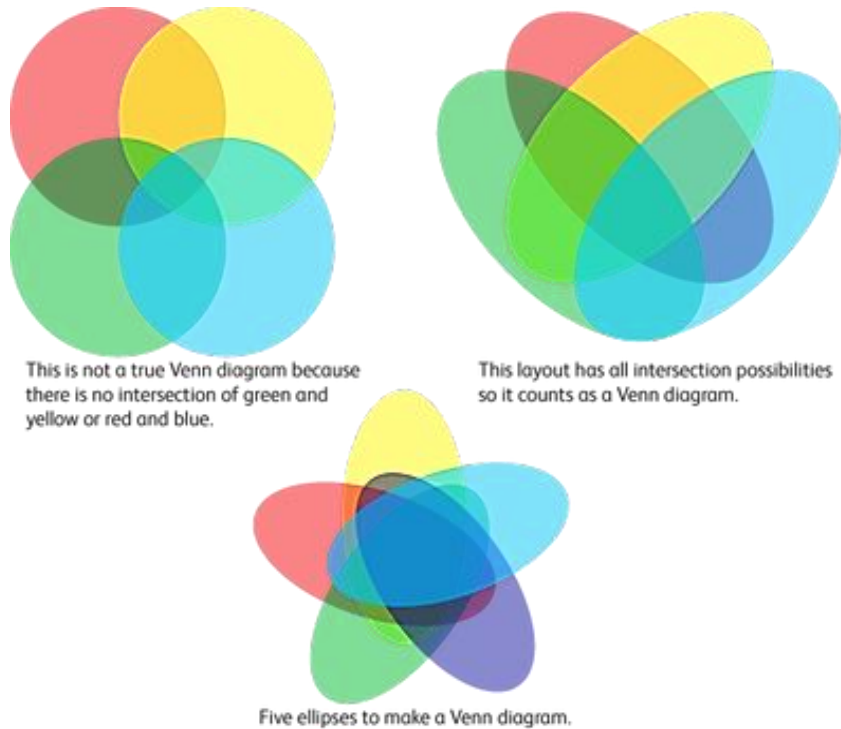 This is not a true Venn diagram because
there is no intersection of green and
yellow or red and blue.
This layout has all intersection possibilities
so it counts as a Venn diagram.
Five ellipses to make a Venn diagram.